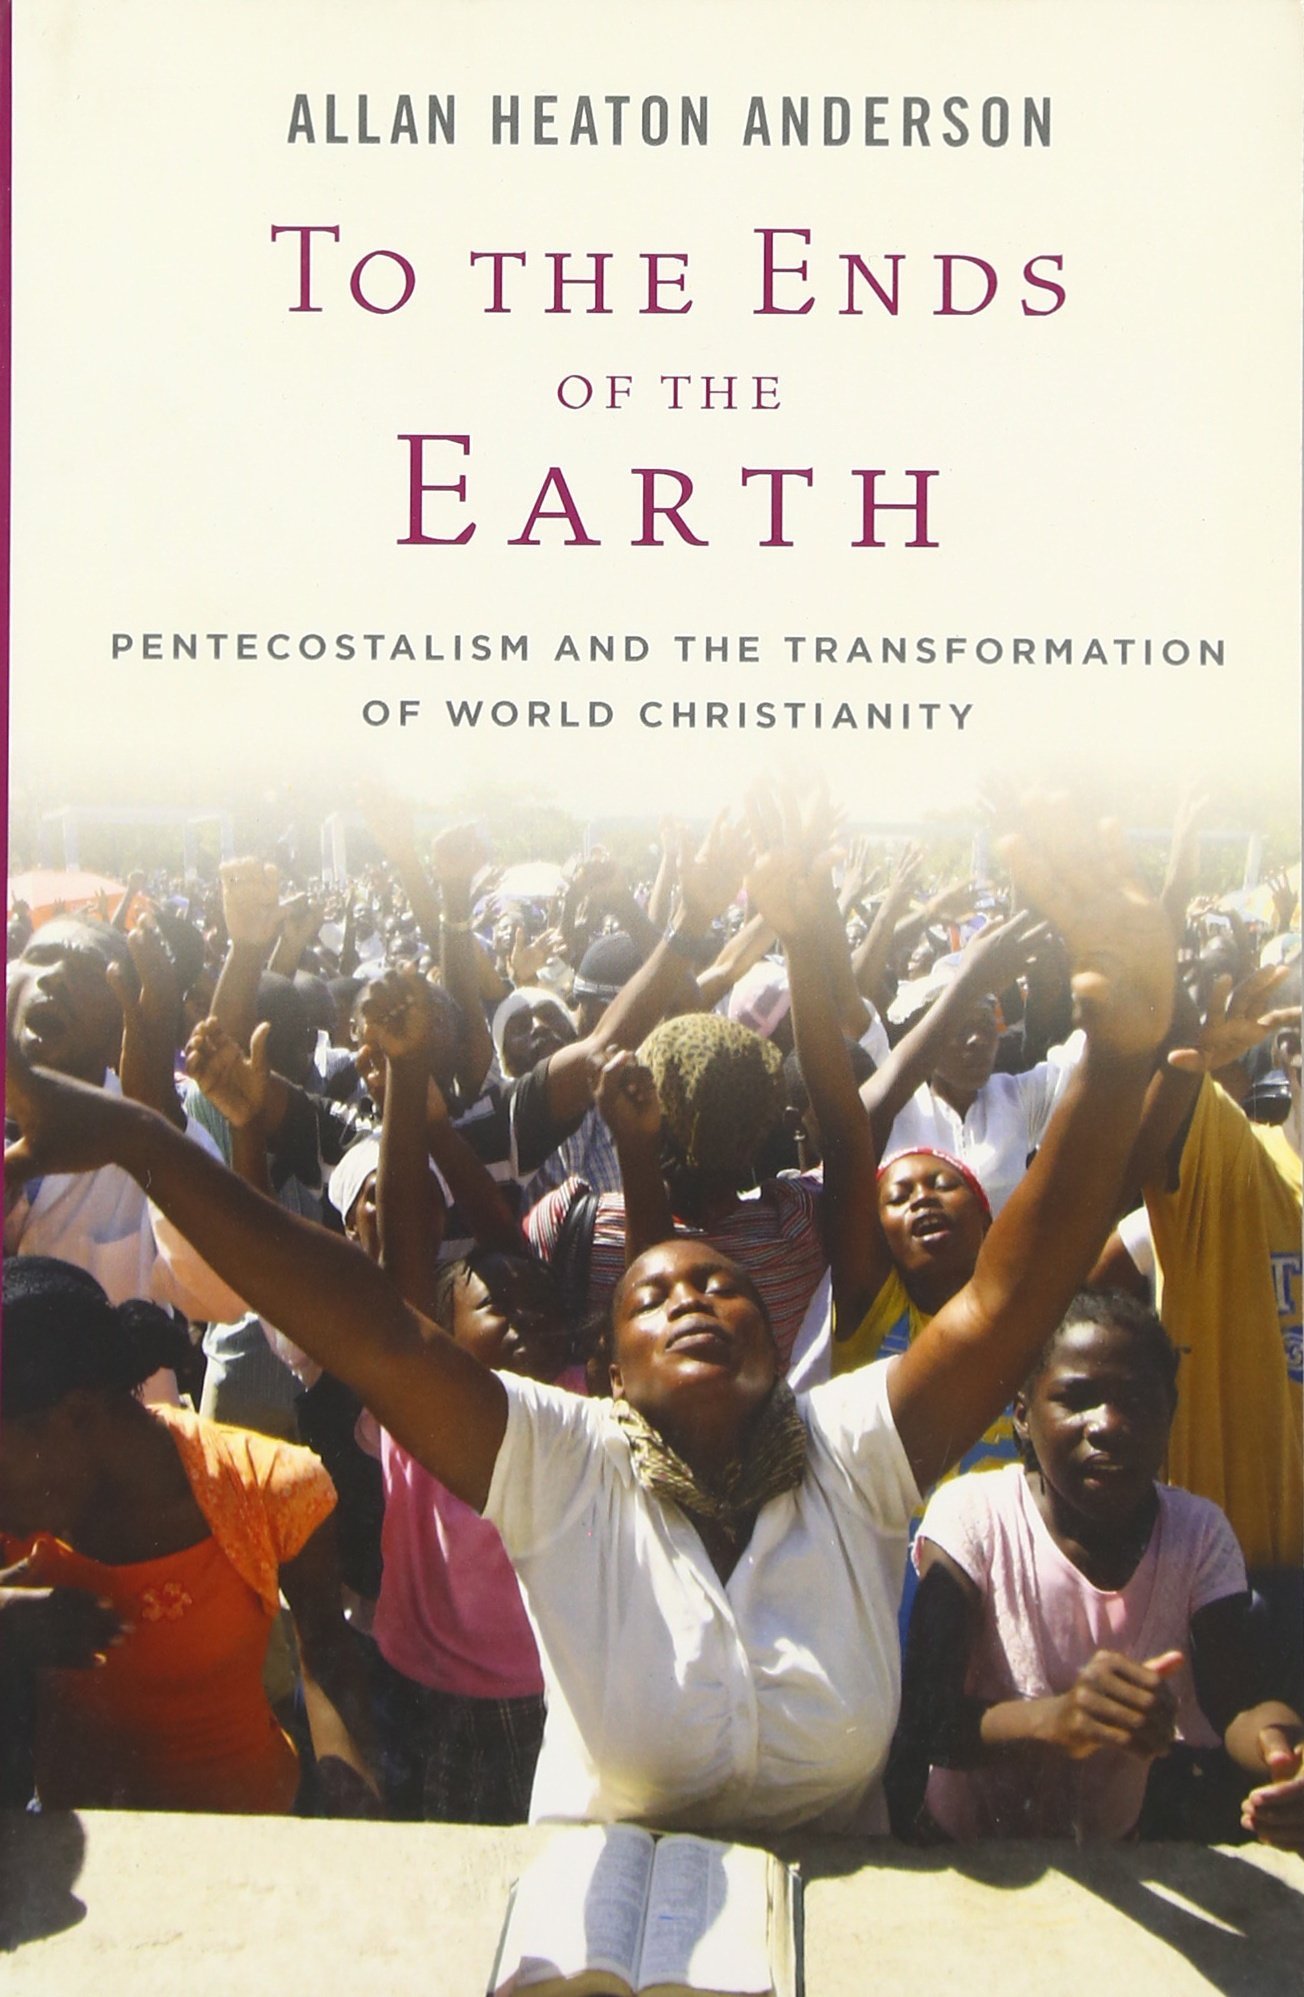 ALLAN HEATON ANDERSON
TO THE ENDS
OF THE
EARTH
PENTECOSTALISM AND THE TRANSFORMATION
OF WORLD CHRISTIANITY